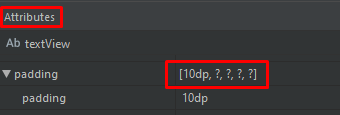 Attributes
Ab textView
padding [10dp, ?, ?, ?, ?]
padding 10dp